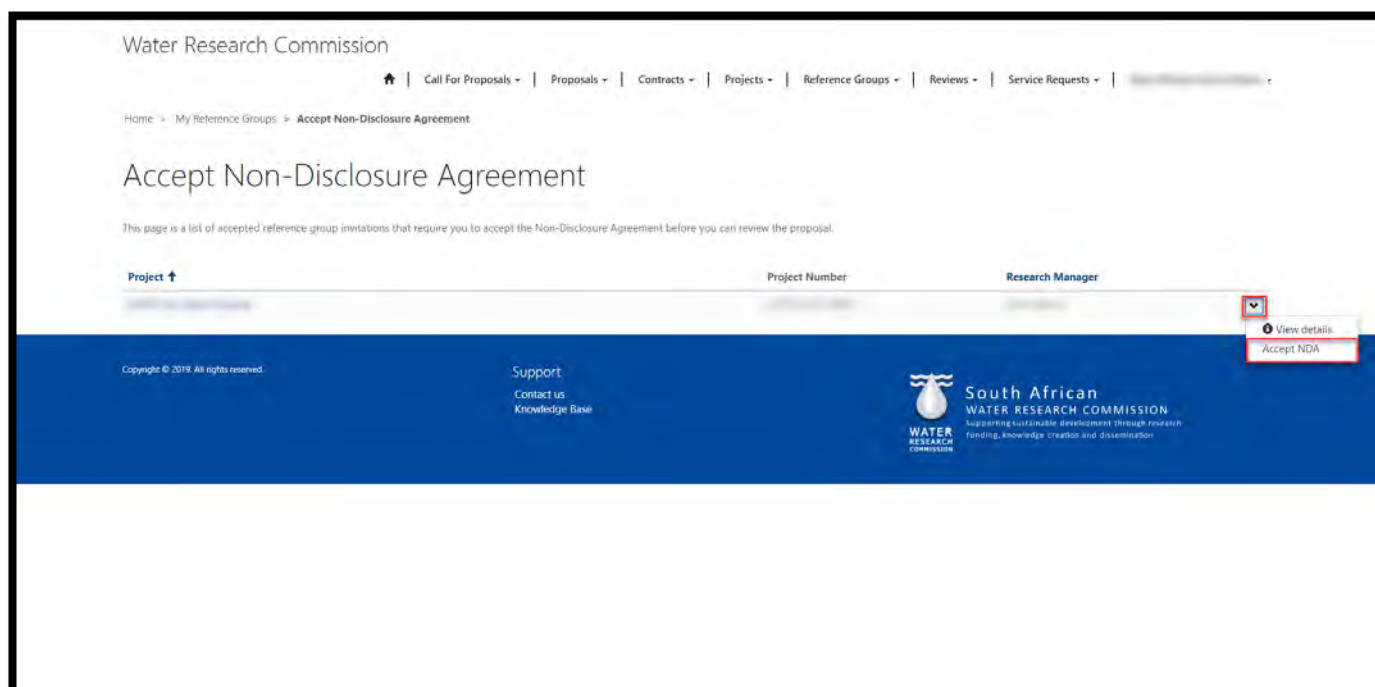 Water Research Commission
Call For Proposals | Proposals | Contracts | Projects | Reference Groups | Reviews | Service Requests |
Home > My Reference Groups > Accept Non-Disclosure Agreement
Accept Non-Disclosure Agreement
This page is a list of accepted reference group invitations that require you to accept the Non-Disclosure Agreement before you can review the proposal.
Project Project Number Research Manager
View details
Accept NDA
Copyright © 2019. All rights reserved.
Support
Contact us
Knowledge Base
WATER
RESEARCH
COMMISSION
South African
WATER RESEARCH COMMISSION
Supporting sustainable development through research
funding, knowledge creation and dissemination